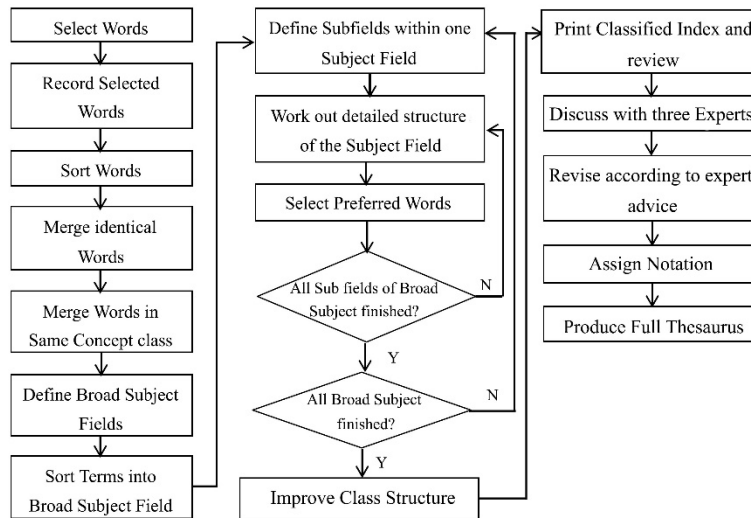 Select Words
Record Selected
Words
Sort Words
Merge identical
Words
Merge Words in
Same Concept class
Define Broad Subject
Fields
Sort Terms into
Broad Subject Field
Define Subfields within one
Subject Field
Work out detailed structure
of the Subject Field
Select Preferred Words
All Sub fields of Broad
Subject finished?
N
Y
All Broad Subject
finished?
N
Y
Improve Class Structure
Print Classified Index and
review
Discuss with three Experts
Revise according to expert
advice
Assign Notation
Produce Full Thesaurus